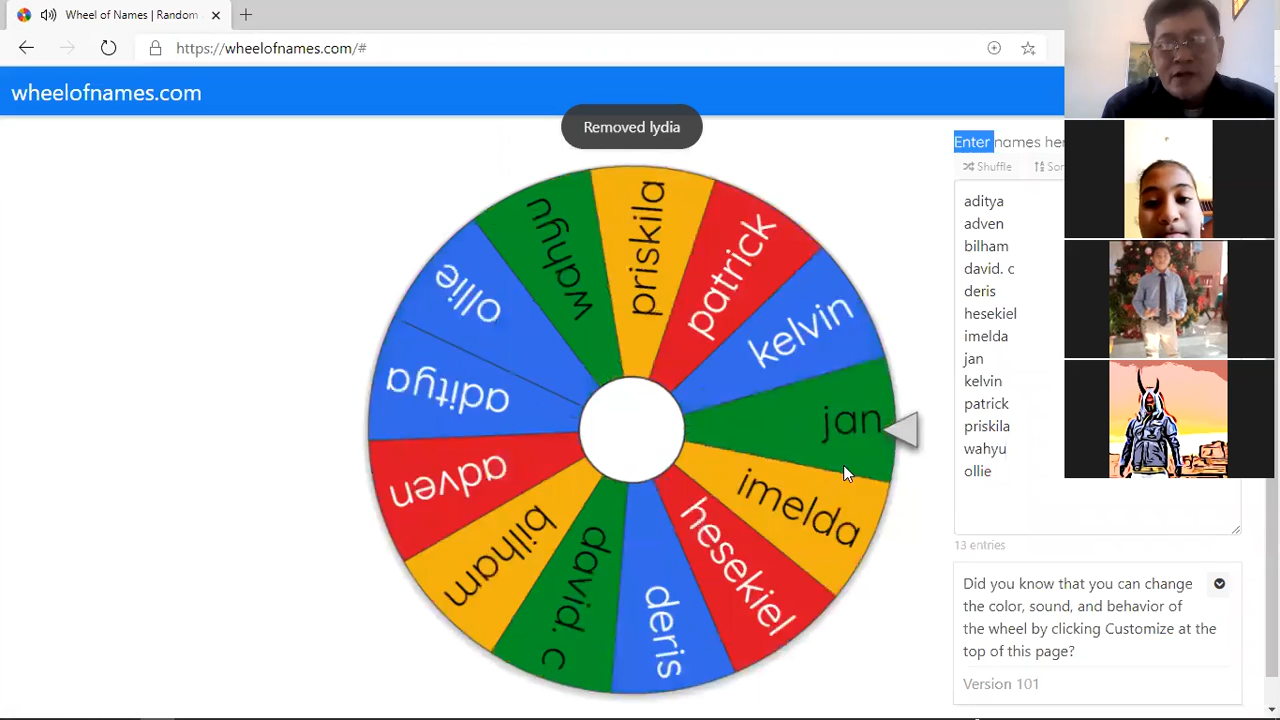 Wheel of Names | Random
https://wheelofnames.com/#
wheelofnames.com
Removed lydia
Enter names her
Shuffle
Sor
aditya
adven
bilham
david. c
deris
hesekiel
imelda
jan
kelvin
patrick
priskila
wahyu
ollie
13 entries
Did you know that you can change
the color, sound, and behavior of
the wheel by clicking Customize at the
top of this page?
Version 101
priskila
patrick
kelvin
jan
imelda
hesekiel
deris
david. c
bilham
adven
aditya
ollie
wahyu